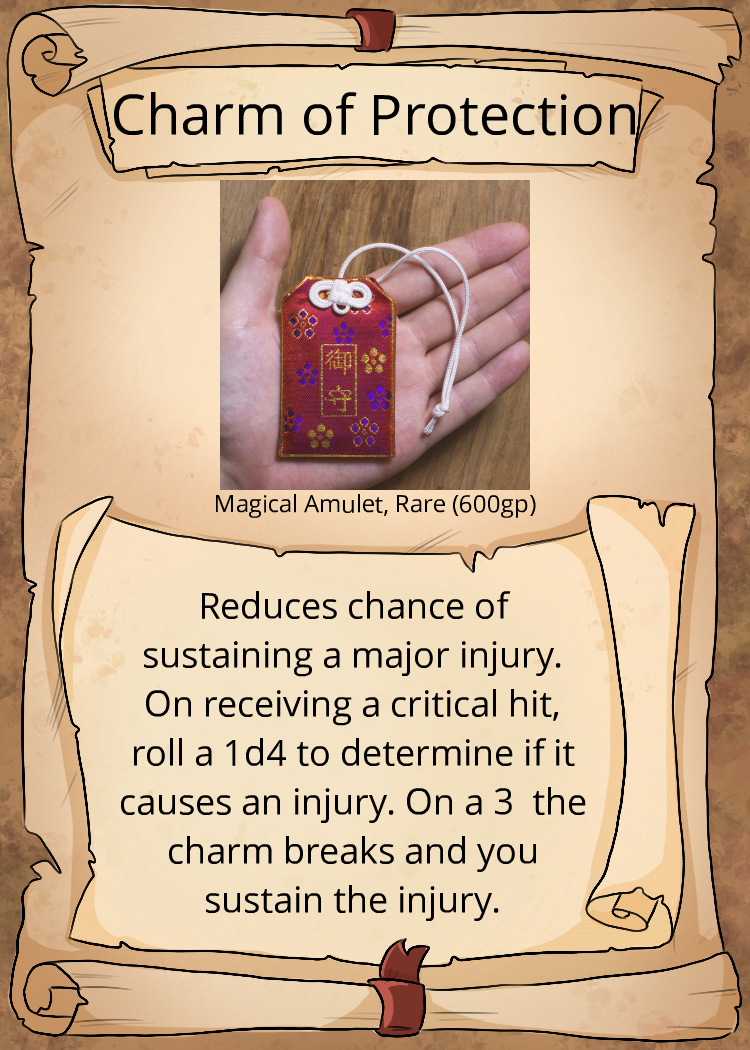 Charm of Protection
御
守
Magical Amulet, Rare (600gp)
Reduces chance of
sustaining a major injury.
On receiving a critical hit,
roll a 1d4 to determine if it
causes an injury. On a 3  the
charm breaks and you
sustain the injury.